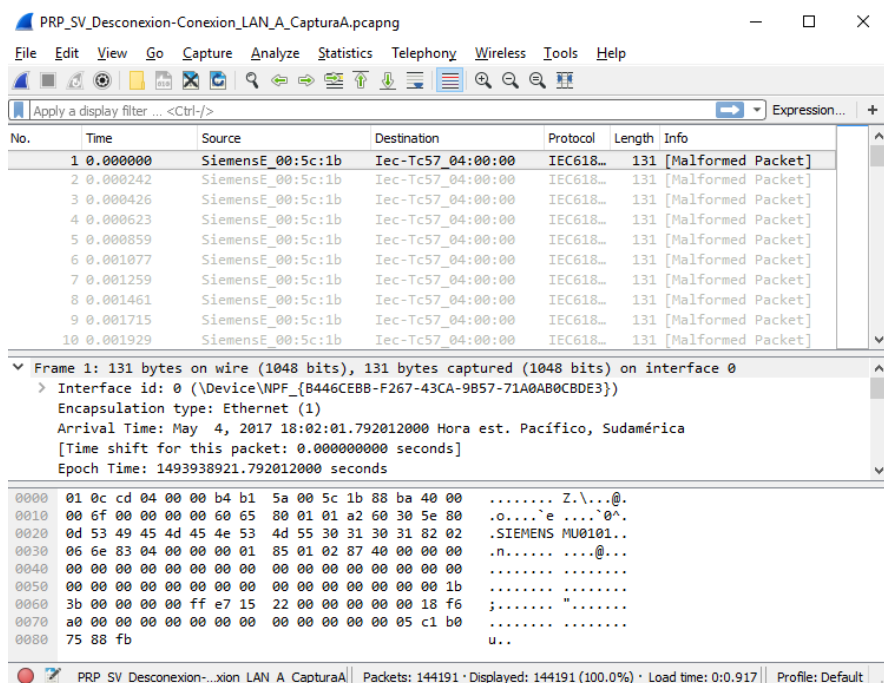 PRP_SV_Desconexion-Conexion_LAN_A_CapturaA.pcapng
File Edit View Go Capture Analyze Statistics Telephony Wireless Tools Help
Apply a display filter ... <Ctrl-/> Expression... +
No. Time Source Destination Protocol Length Info
1 0.000000 SiemensE_00:5c:1b Iec-Tc57_04:00:00 IEC618… 131 [Malformed Packet]
2 0.000242 SiemensE_00:5c:1b Iec-Tc57_04:00:00 IEC618… 131 [Malformed Packet]
3 0.000426 SiemensE_00:5c:1b Iec-Tc57_04:00:00 IEC618… 131 [Malformed Packet]
4 0.000623 SiemensE_00:5c:1b Iec-Tc57_04:00:00 IEC618… 131 [Malformed Packet]
5 0.000859 SiemensE_00:5c:1b Iec-Tc57_04:00:00 IEC618… 131 [Malformed Packet]
6 0.001077 SiemensE_00:5c:1b Iec-Tc57_04:00:00 IEC618… 131 [Malformed Packet]
7 0.001259 SiemensE_00:5c:1b Iec-Tc57_04:00:00 IEC618… 131 [Malformed Packet]
8 0.001461 SiemensE_00:5c:1b Iec-Tc57_04:00:00 IEC618… 131 [Malformed Packet]
9 0.001715 SiemensE_00:5c:1b Iec-Tc57_04:00:00 IEC618… 131 [Malformed Packet]
10 0.001929 SiemensE_00:5c:1b Iec-Tc57_04:00:00 IEC618… 131 [Malformed Packet]
Frame 1: 131 bytes on wire (1048 bits), 131 bytes captured (1048 bits) on interface 0
Interface id: 0 (\Device\NPF_{B446CEBB-F267-43CA-9B57-71A0AB0CBDE3})
Encapsulation type: Ethernet (1)
Arrival Time: May 4, 2017 18:02:01.792012000 Hora est. Pacífico, Sudamérica
[Time shift for this packet: 0.000000000 seconds]
Epoch Time: 1493938921.792012000 seconds
0000 01 0c cd 04 00 00 b4 b1 5a 00 5c 1b 88 ba 40 00 ........ Z.\...@.
0010 00 6f 00 00 00 00 60 65 80 01 01 a2 60 30 5e 80 .o....`e ....`0^.
0020 0d 53 49 45 4d 45 4e 53 4d 55 30 31 30 31 82 02 .SIEMENS MU0101..
0030 06 6e 83 04 00 00 00 01 85 01 02 87 40 00 00 00 .n...... ....@...
0040 00 00 00 00 00 00 00 00 00 00 00 00 00 00 00 00 ........ ........
0050 00 00 00 00 00 00 00 00 00 00 00 00 00 00 00 1b ........ ........
0060 3b 00 00 00 00 ff e7 15 22 00 00 00 00 00 18 f6 ;....... ".......
0070 a0 00 00 00 00 00 00 00 00 00 00 00 00 05 c1 b0 ........ ........
0080 75 88 fb u..
PRP_SV_Desconexion-...xion_LAN_A_CapturaA Packets: 144191 · Displayed: 144191 (100.0%) · Load time: 0:0.917 Profile: Default